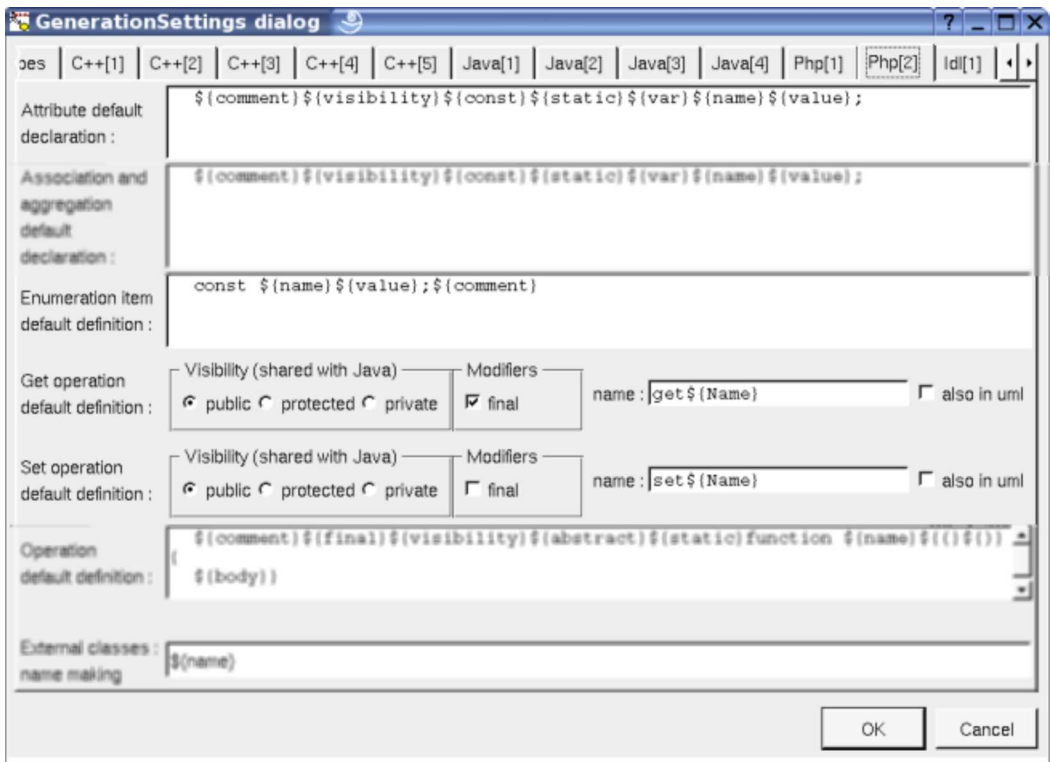 GenerationSettings dialog
? _ X
pes C++[1] C++[2] C++[3] C++[4] C++[5] Java[1] Java[2] Java[3] Java[4] Php[1] Php[2] Idl[1]
Attribute default
declaration :
${comment}${visibility}${const}${static}${var}${name}${value};
Association and
aggregation
default
declaration :
${comment}${visibility}${const}${static}${var}${name}${value};
Enumeration item
default definition :
const ${name}${value};${comment}
Get operation
default definition :
Visibility (shared with Java) Modifiers
public protected private final
name : get${Name} also in uml
Set operation
default definition :
Visibility (shared with Java) Modifiers
public protected private final
name : set${Name} also in uml
Operation
default definition :
${comment}${final}${visibility}${abstract}${static}function ${name}${(}${)}
{
${body}}
External classes :
name making
${name}
OK Cancel